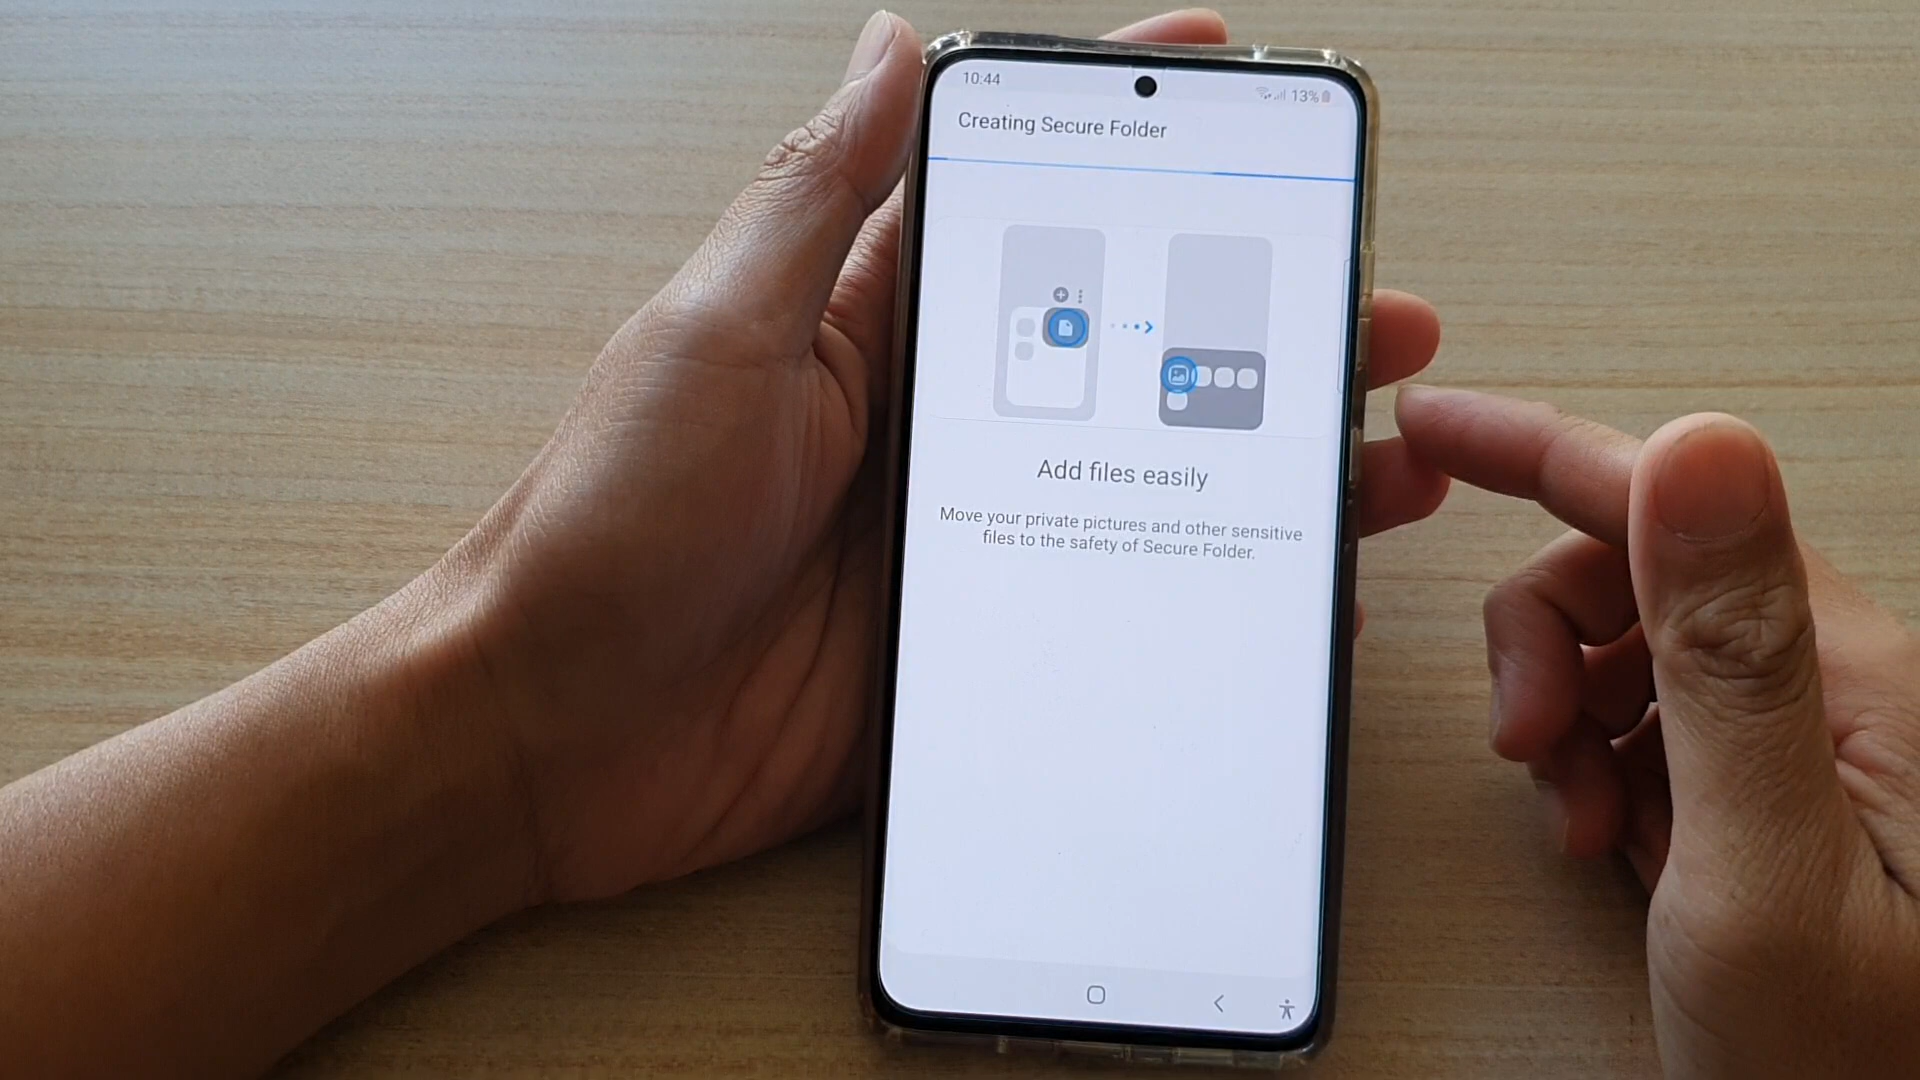 10:44
13%
Creating Secure Folder
Add files easily
Move your private pictures and other sensitive
files to the safety of Secure Folder.